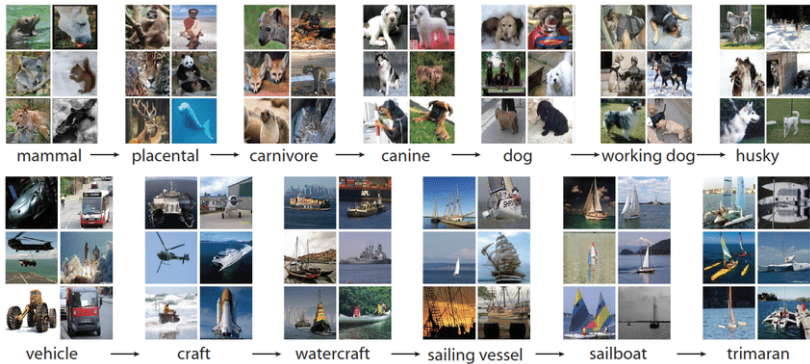 mammal → placental → carnivore → canine → dog → working dog → husky
vehicle → craft → watercraft → sailing vessel → sailboat → trimaran